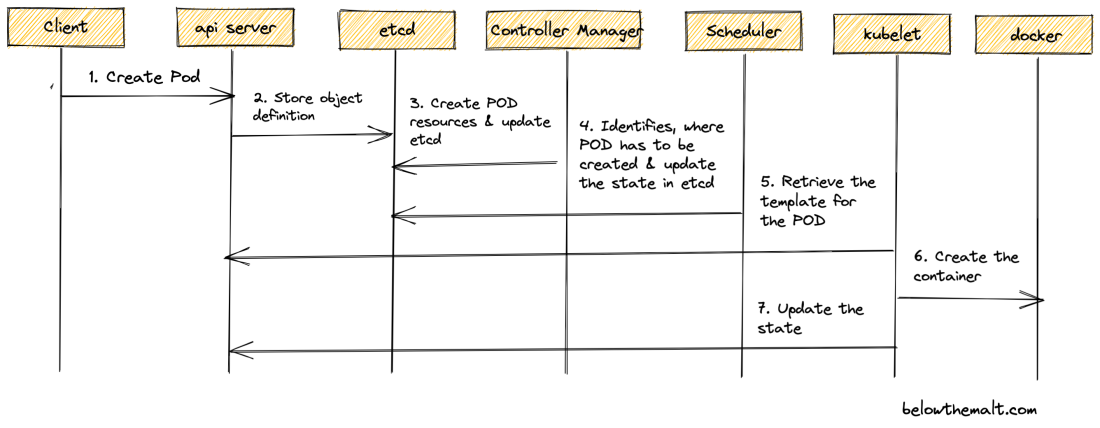 Client
api server
etcd
Controller Manager
Scheduler
kubelet
docker
1. Create Pod
2. Store object
definition
3. Create POD
resources & update
etcd
4. Identifies, where
POD has to be
created & update
the state in etcd
5. Retrieve the
template for
the POD
6. Create the
container
7. Update the
state
belowthemalt.com